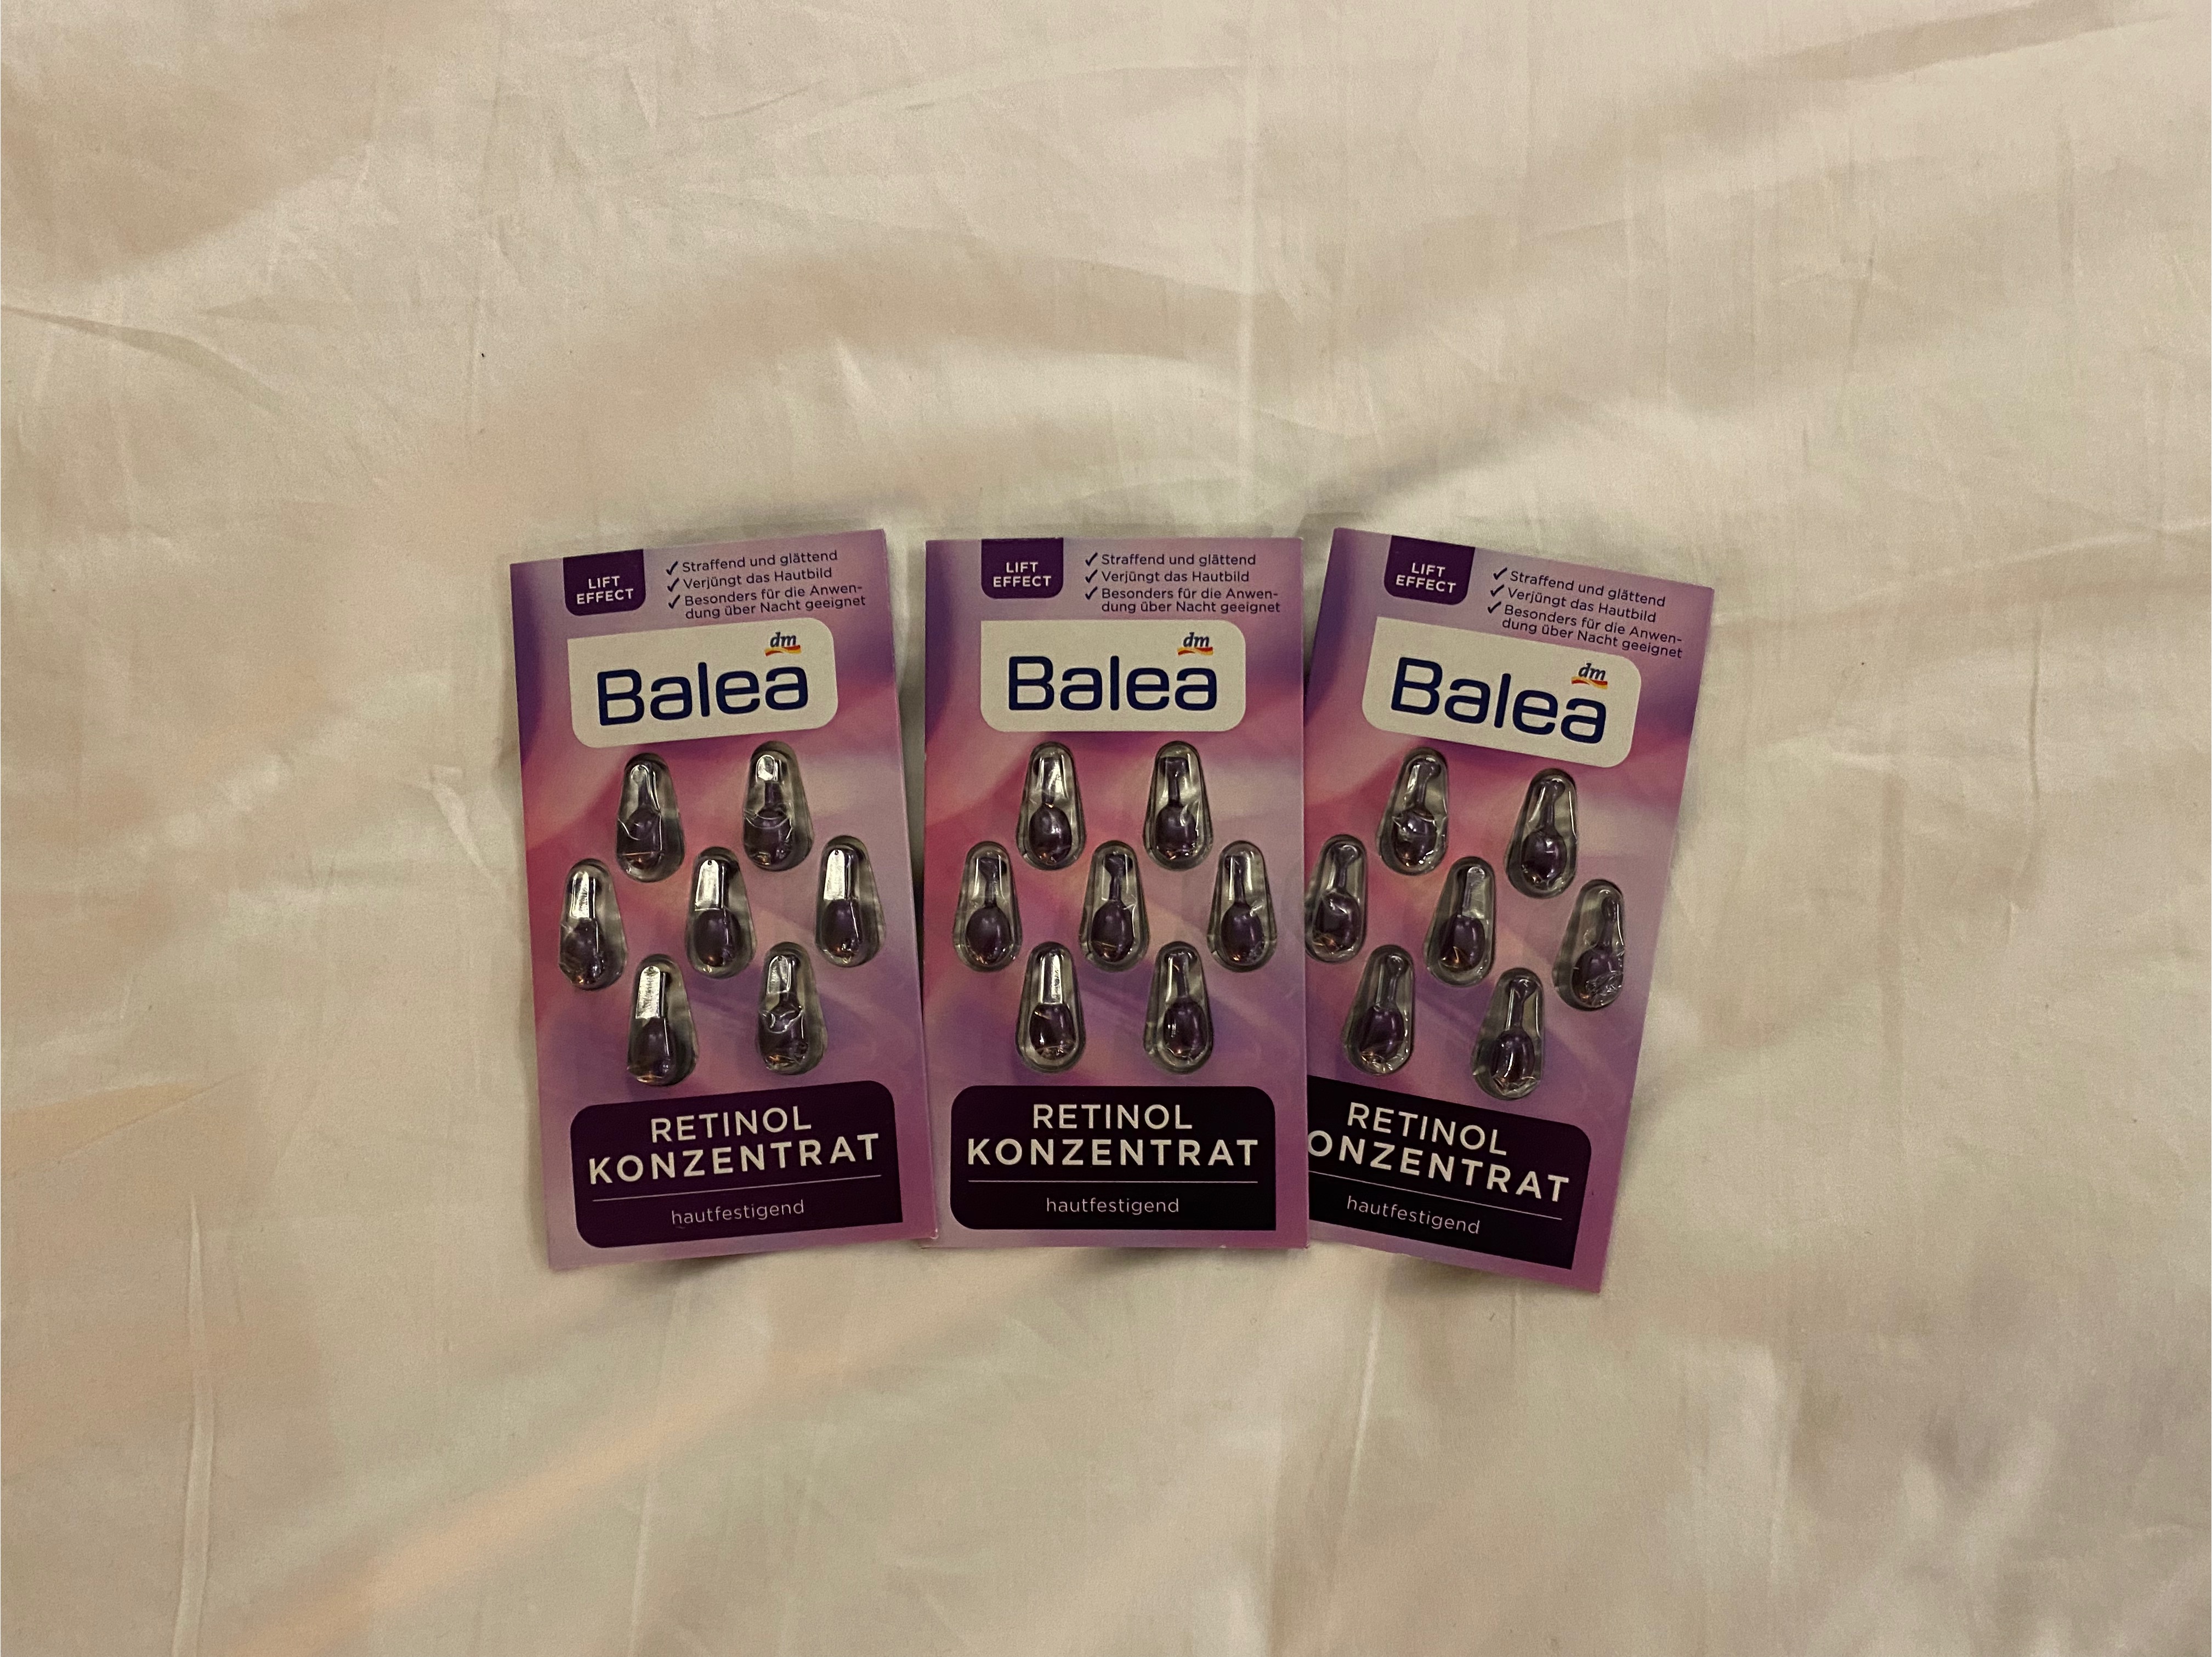 LIFT
EFFECT
✓ Straffend und glättend
✓ Verjüngt das Hautbild
✓ Besonders für die Anwen-
dung über Nacht geeignet
dm
Balea
RETINOL
KONZENTRAT
hautfestigend
LIFT
EFFECT
✓ Straffend und glättend
✓ Verjüngt das Hautbild
✓ Besonders für die Anwen-
dung über Nacht geeignet
dm
Balea
RETINOL
KONZENTRAT
hautfestigend
LIFT
EFFECT
✓ Straffend und glättend
✓ Verjüngt das Hautbild
✓ Besonders für die Anwen-
dung über Nacht geeignet
dm
Balea
RETINOL
ONZENTRAT
hautfestigend